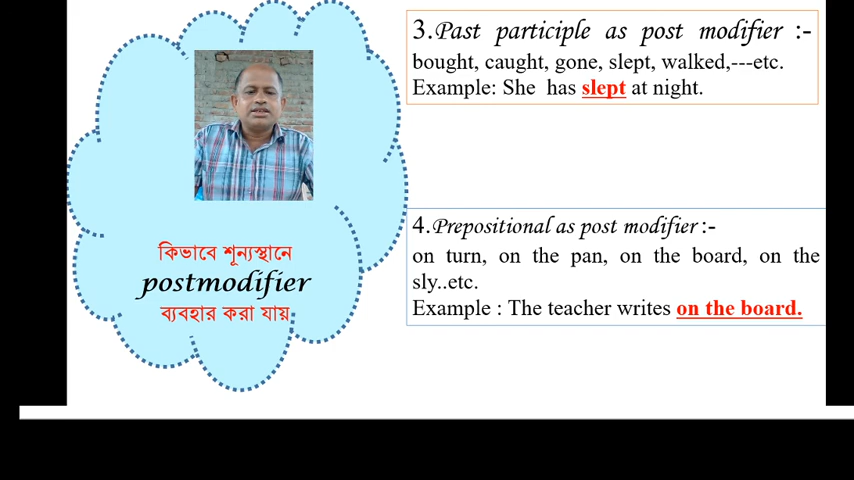 কিভাবে শূন্যস্থানে
postmodifier
ব্যবহার করা যায়
3.Past participle as post modifier :-
bought, caught, gone, slept, walked,---etc.
Example: She has slept at night.
4.Prepositional as post modifier :-
on turn, on the pan, on the board, on the
sly..etc.
Example : The teacher writes on the board.